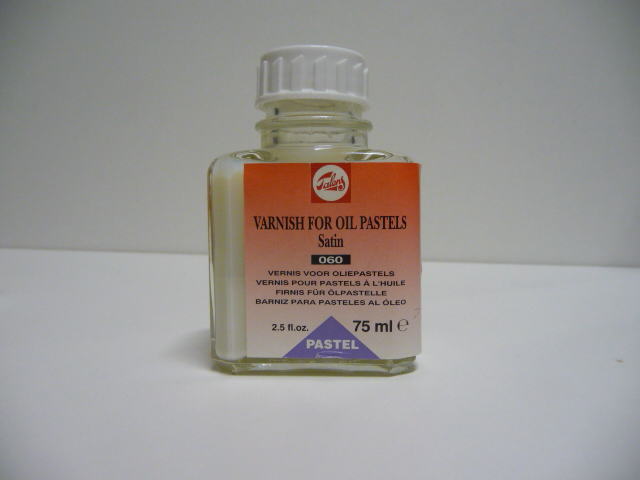 Talens
VARNISH FOR OIL PASTELS
Satin
060
VERNIS VOOR OLIEPASTELS
VERNIS POUR PASTELS À L'HUILE
FIRNIS FÜR ÖLPASTELLE
BARNIZ PARA PASTELES AL ÓLEO
2.5 fl.oz. 75 ml ℮
PASTEL